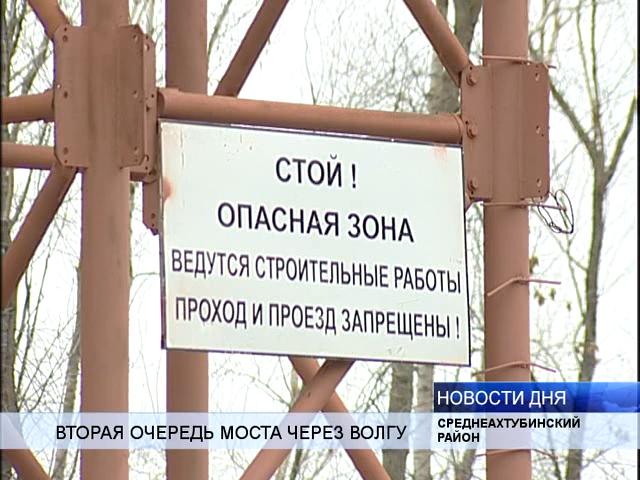 СТОЙ !
ОПАСНАЯ ЗОНА
ВЕДУТСЯ СТРОИТЕЛЬНЫЕ РАБОТЫ
ПРОХОД И ПРОЕЗД ЗАПРЕЩЕНЫ !
НОВОСТИ ДНЯ
ВТОРАЯ ОЧЕРЕДЬ МОСТА ЧЕРЕЗ ВОЛГУ
СРЕДНЕАХТУБИНСКИЙ
РАЙОН